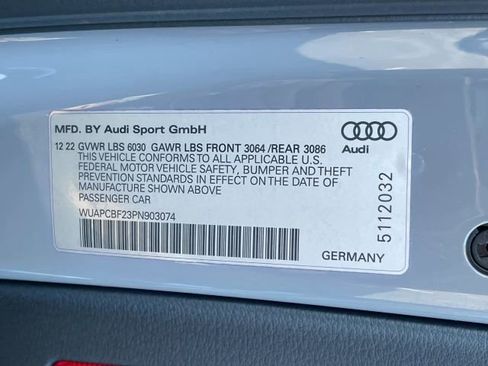 MFD. BY Audi Sport GmbH
12 22 GVWR LBS 6030 GAWR LBS FRONT 3064 /REAR 3086
THIS VEHICLE CONFORMS TO ALL APPLICABLE U.S.
FEDERAL MOTOR VEHICLE SAFETY, BUMPER AND THEFT
PREVENTION STANDARDS IN EFFECT ON THE DATE OF
MANUFACTURE SHOWN ABOVE
PASSENGER CAR
WUAPCBF23PN903074
Audi
5112032
GERMANY